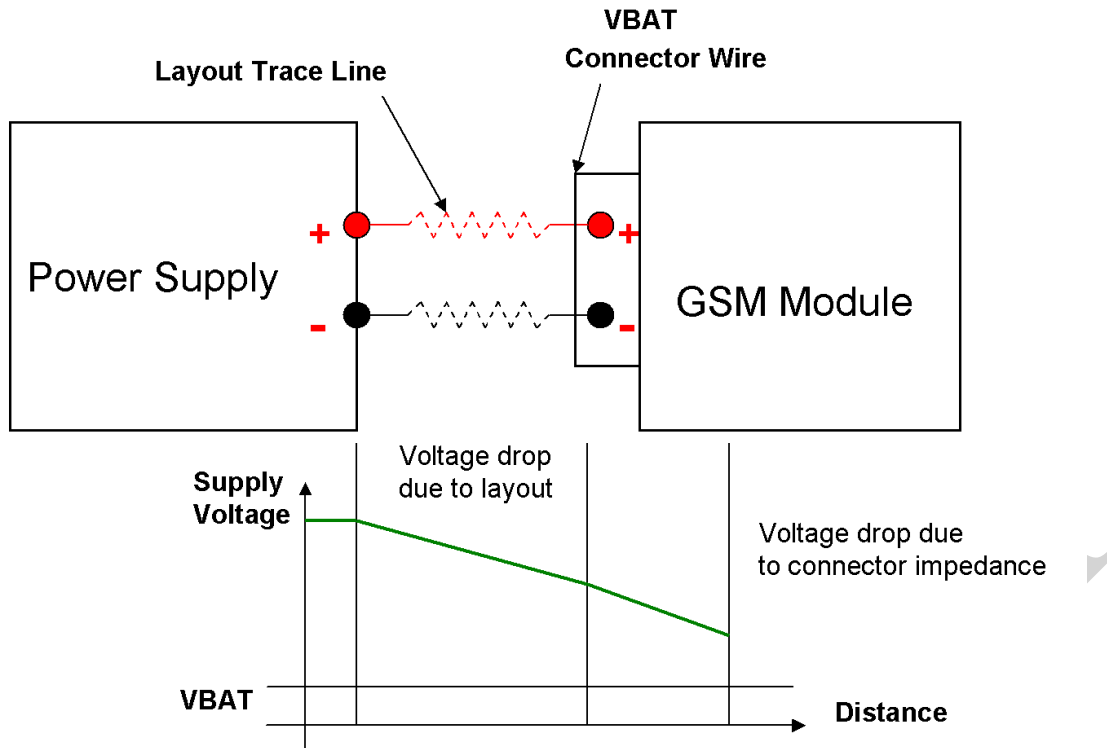 VBAT
Connector Wire
Layout Trace Line
+
+
Power Supply
GSM Module
-
-
Voltage drop
due to layout
Supply
Voltage
Voltage drop due
to connector impedance
VBAT
Distance